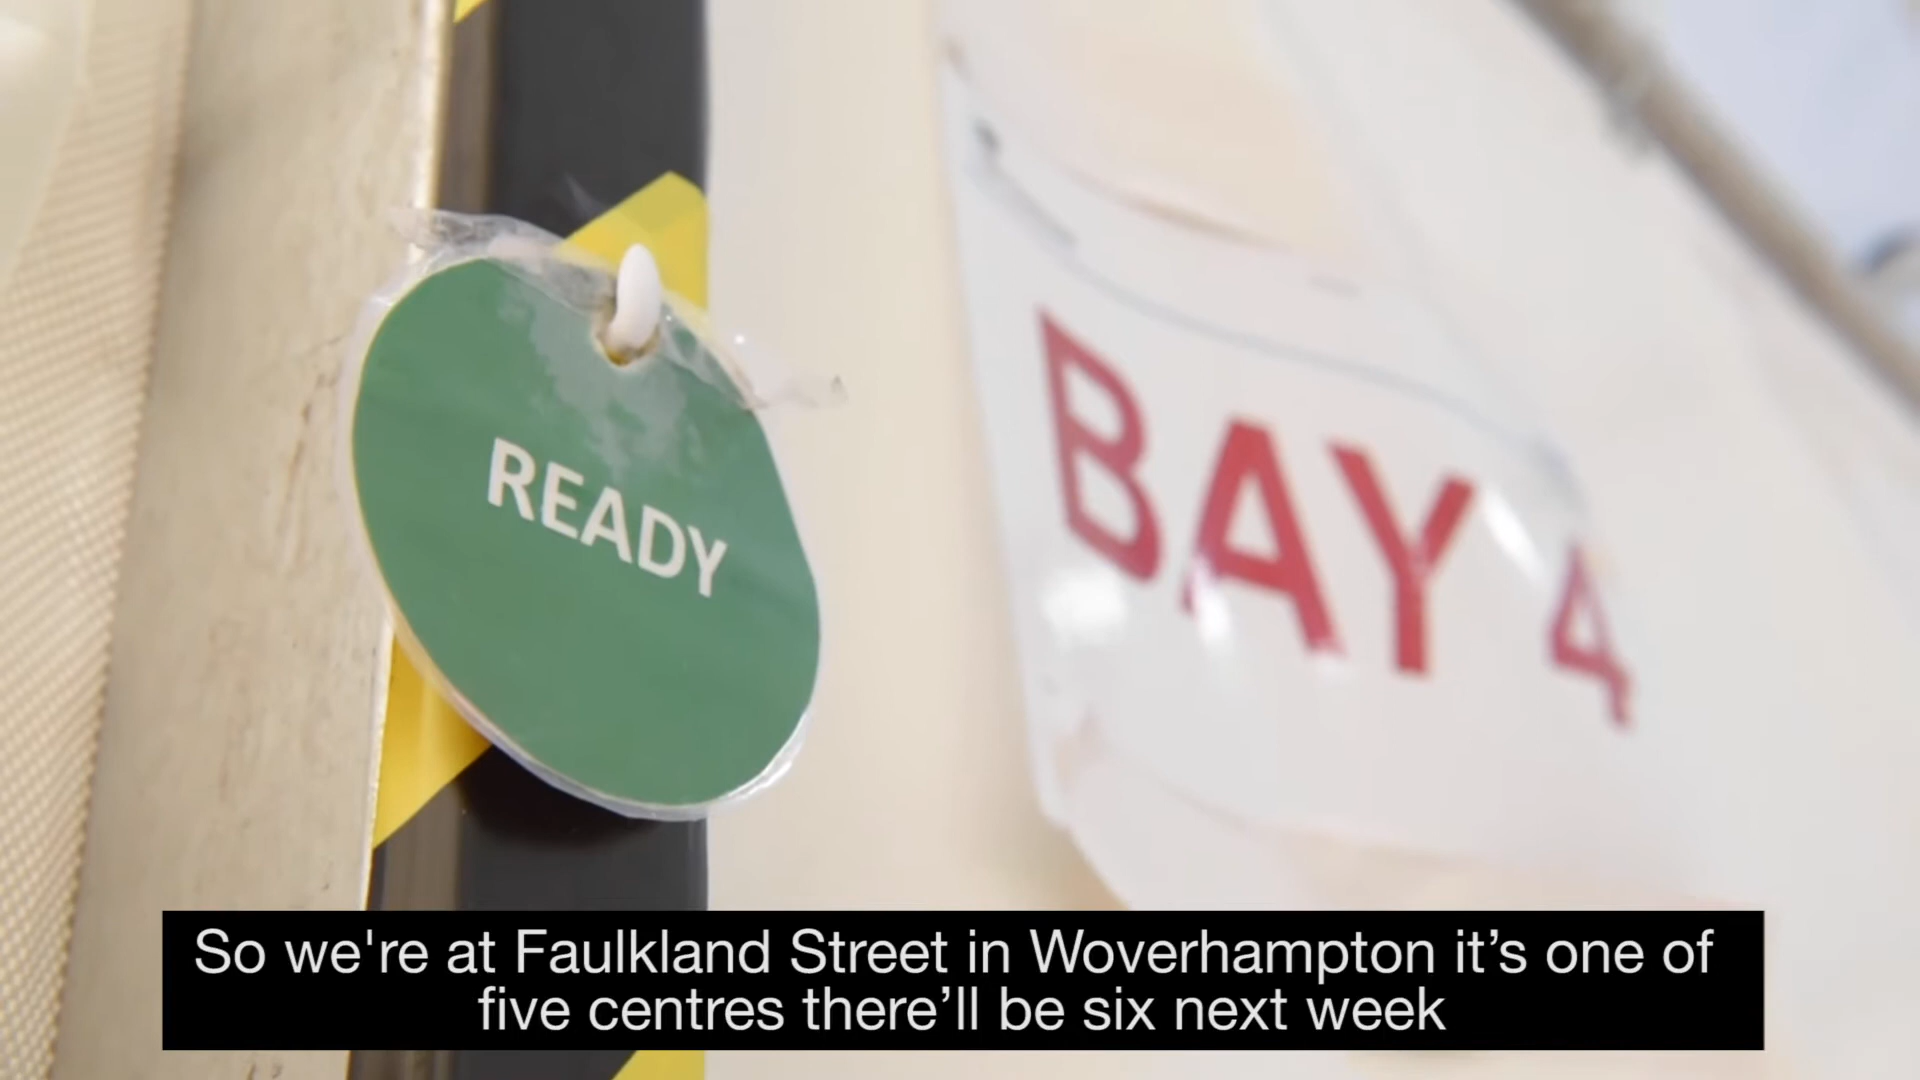 READY
BAY 4
So we're at Faulkland Street in Woverhampton it’s one of
five centres there’ll be six next week